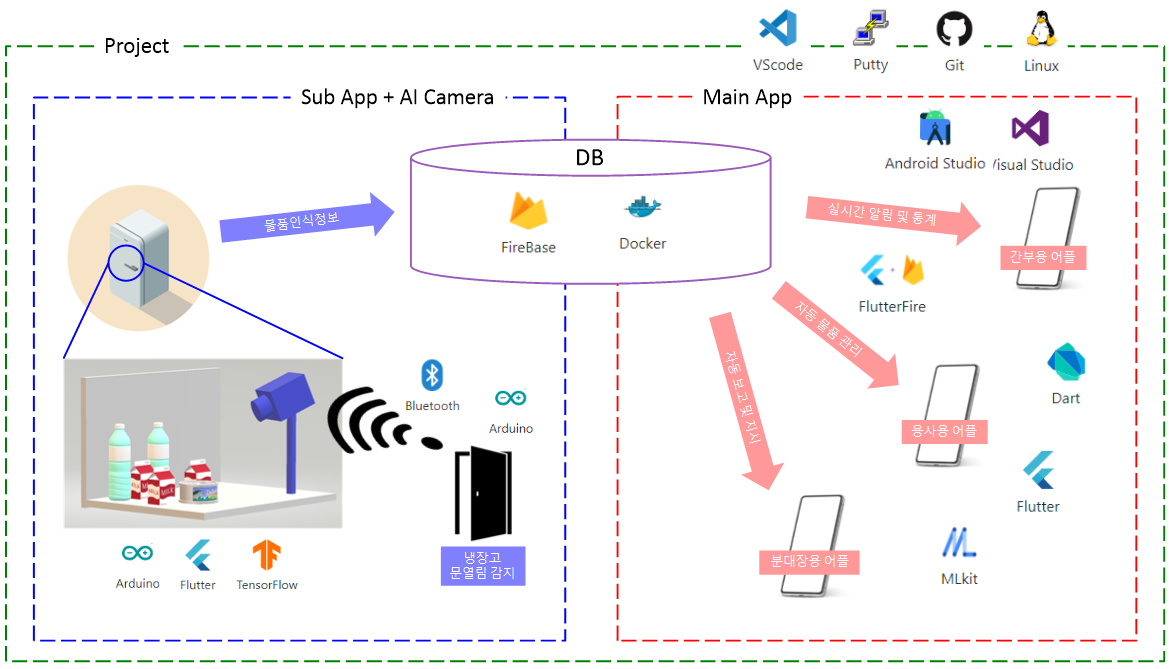 Project
VScode
Putty
Git
Linux
Sub App + AI Camera
Main App
DB
FireBase
Docker
물품인식정보
Android Studio
Visual Studio
실시간 알림 및 통계
간부용 어플
FlutterFire
자동 물품 관리
자동 보고 및 지시
Dart
용사용 어플
Bluetooth
Arduino
MILK
MILK
MILK
Flutter
냉장고
문열림 감지
분대장용 어플
MLkit
Arduino
Flutter
TensorFlow